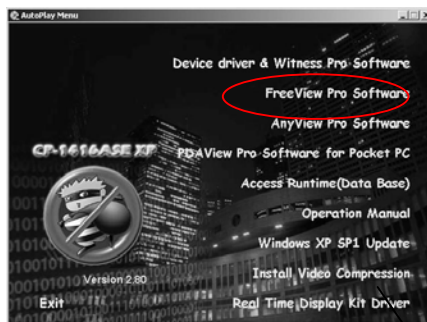 AutoPlay Menu
Device driver & Witness Pro Software
FreeView Pro Software
AnyView Pro Software
CP-1616ASE XP
PDAView Pro Software for Pocket PC
Access Runtime(Data Base)
Operation Manual
Windows XP SP1 Update
Version 2,80
Install Video Compression
Exit
Real Time Display Kit Driver